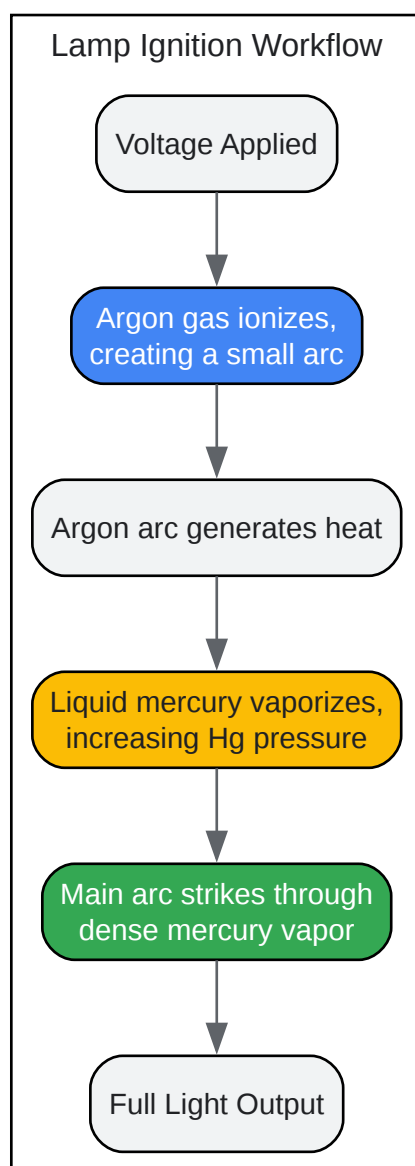 Lamp Ignition Workflow
Voltage Applied
Argon gas ionizes,
creating a small arc
Argon arc generates heat
Liquid mercury vaporizes,
increasing Hg pressure
Main arc strikes through
dense mercury vapor
Full Light Output